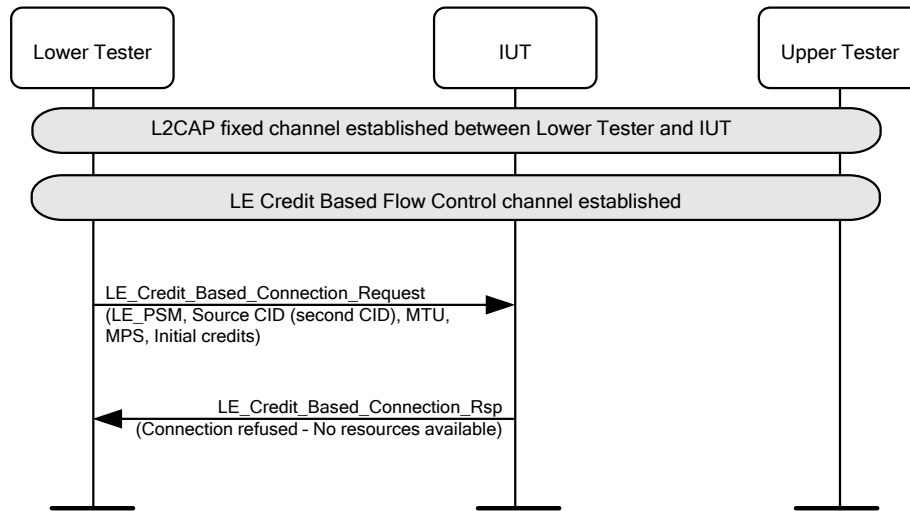 Lower Tester
IUT
Upper Tester
L2CAP fixed channel established between Lower Tester and IUT
LE Credit Based Flow Control channel established
LE_Credit_Based_Connection_Request
(LE_PSM, Source CID (second CID), MTU,
MPS, Initial credits)
LE_Credit_Based_Connection_Rsp
(Connection refused - No resources available)